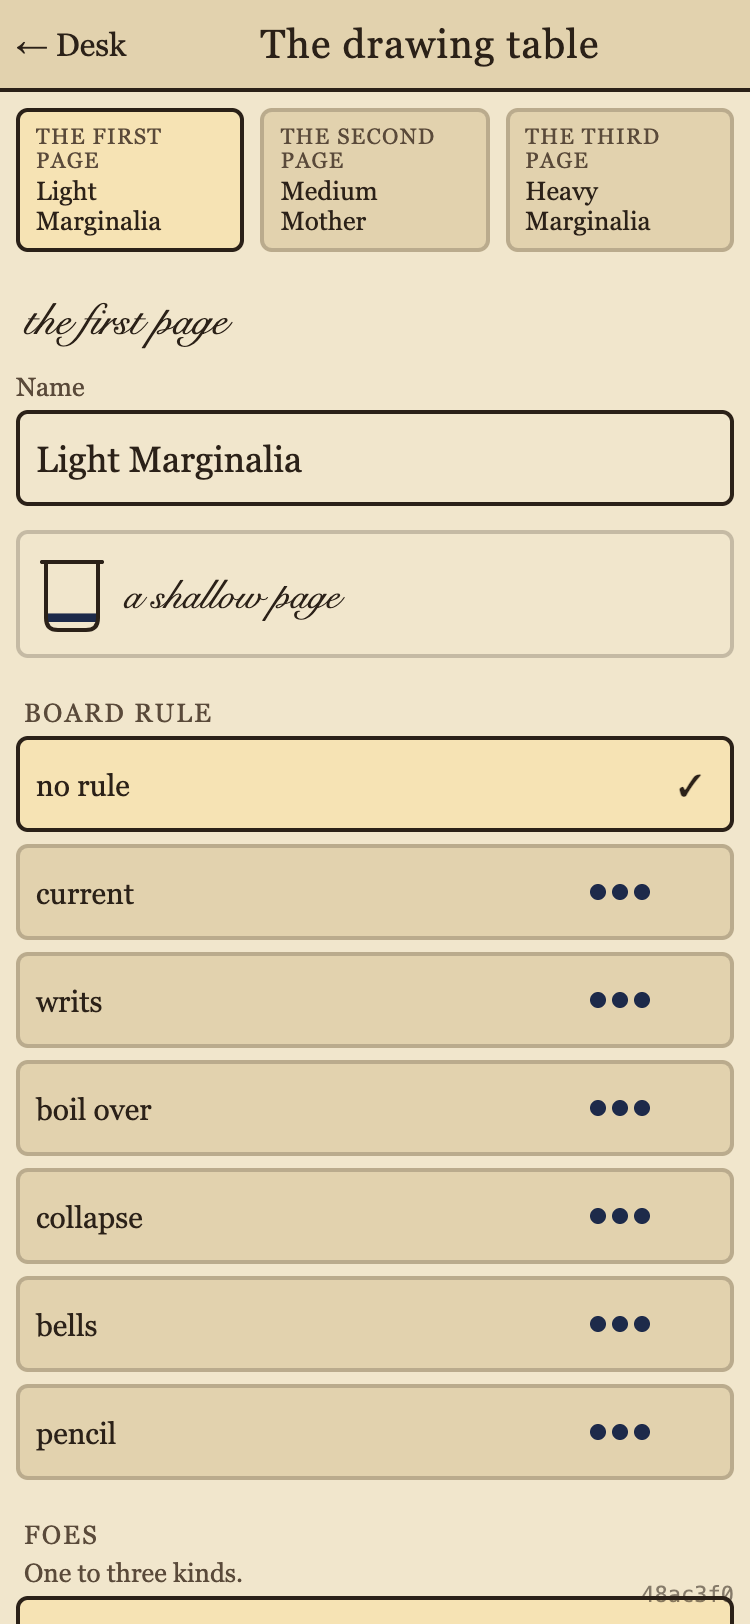 ← Desk
The drawing table
THE FIRST
PAGE
Light
Marginalia
THE SECOND
PAGE
Medium
Mother
THE THIRD
PAGE
Heavy
Marginalia
the first page
Name
Light Marginalia
a shallow page
BOARD RULE
no rule ✓
current
writs
boil over
collapse
bells
pencil
FOES
One to three kinds.
48ac3f0